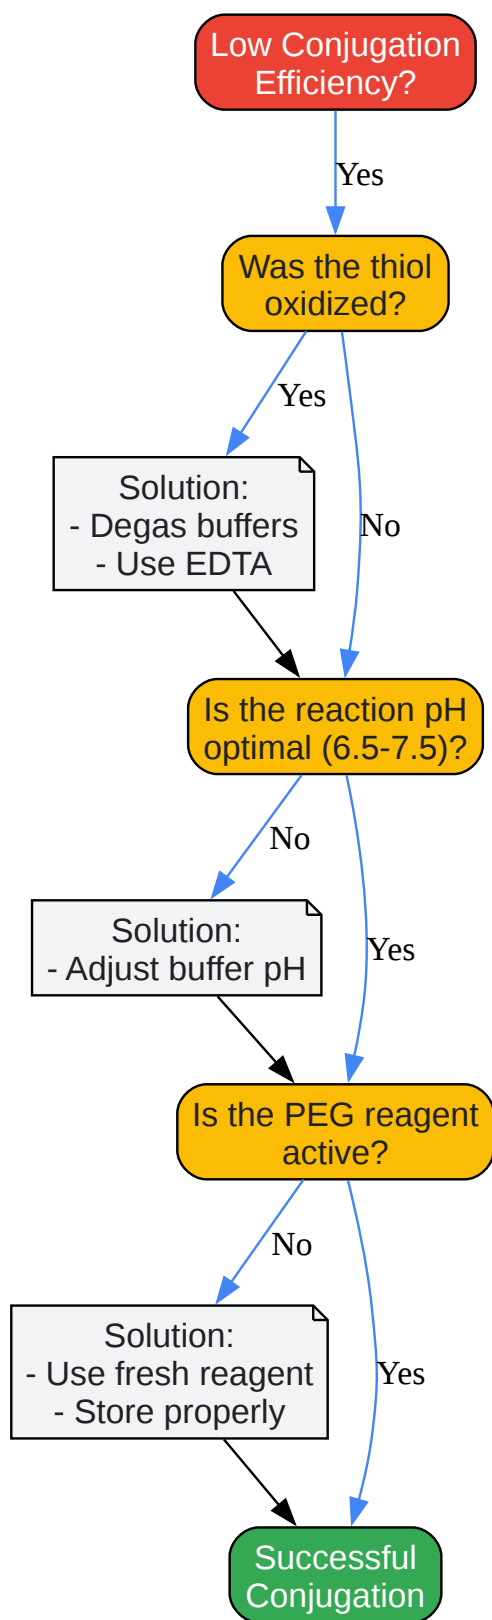 Low Conjugation
Efficiency?
Yes
Was the thiol
oxidized?
Yes
Solution:
- Degas buffers
- Use EDTA
No
Is the reaction pH
optimal (6.5-7.5)?
No
Solution:
- Adjust buffer pH
Yes
Is the PEG reagent
active?
No
Solution:
- Use fresh reagent
- Store properly
Yes
Successful
Conjugation